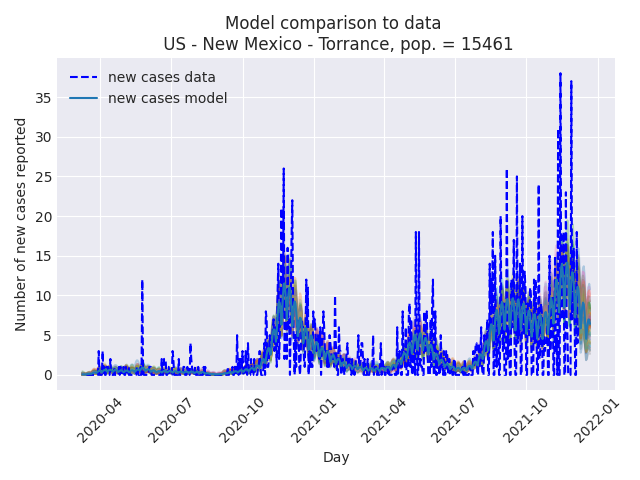 Model comparison to data
US - New Mexico - Torrance, pop. = 15461
new cases data
new cases model
Number of new cases reported
35
30
25
20
15
10
5
0
2020-04
2020-07
2020-10
2021-01
2021-04
2021-07
2021-10
2022-01
Day